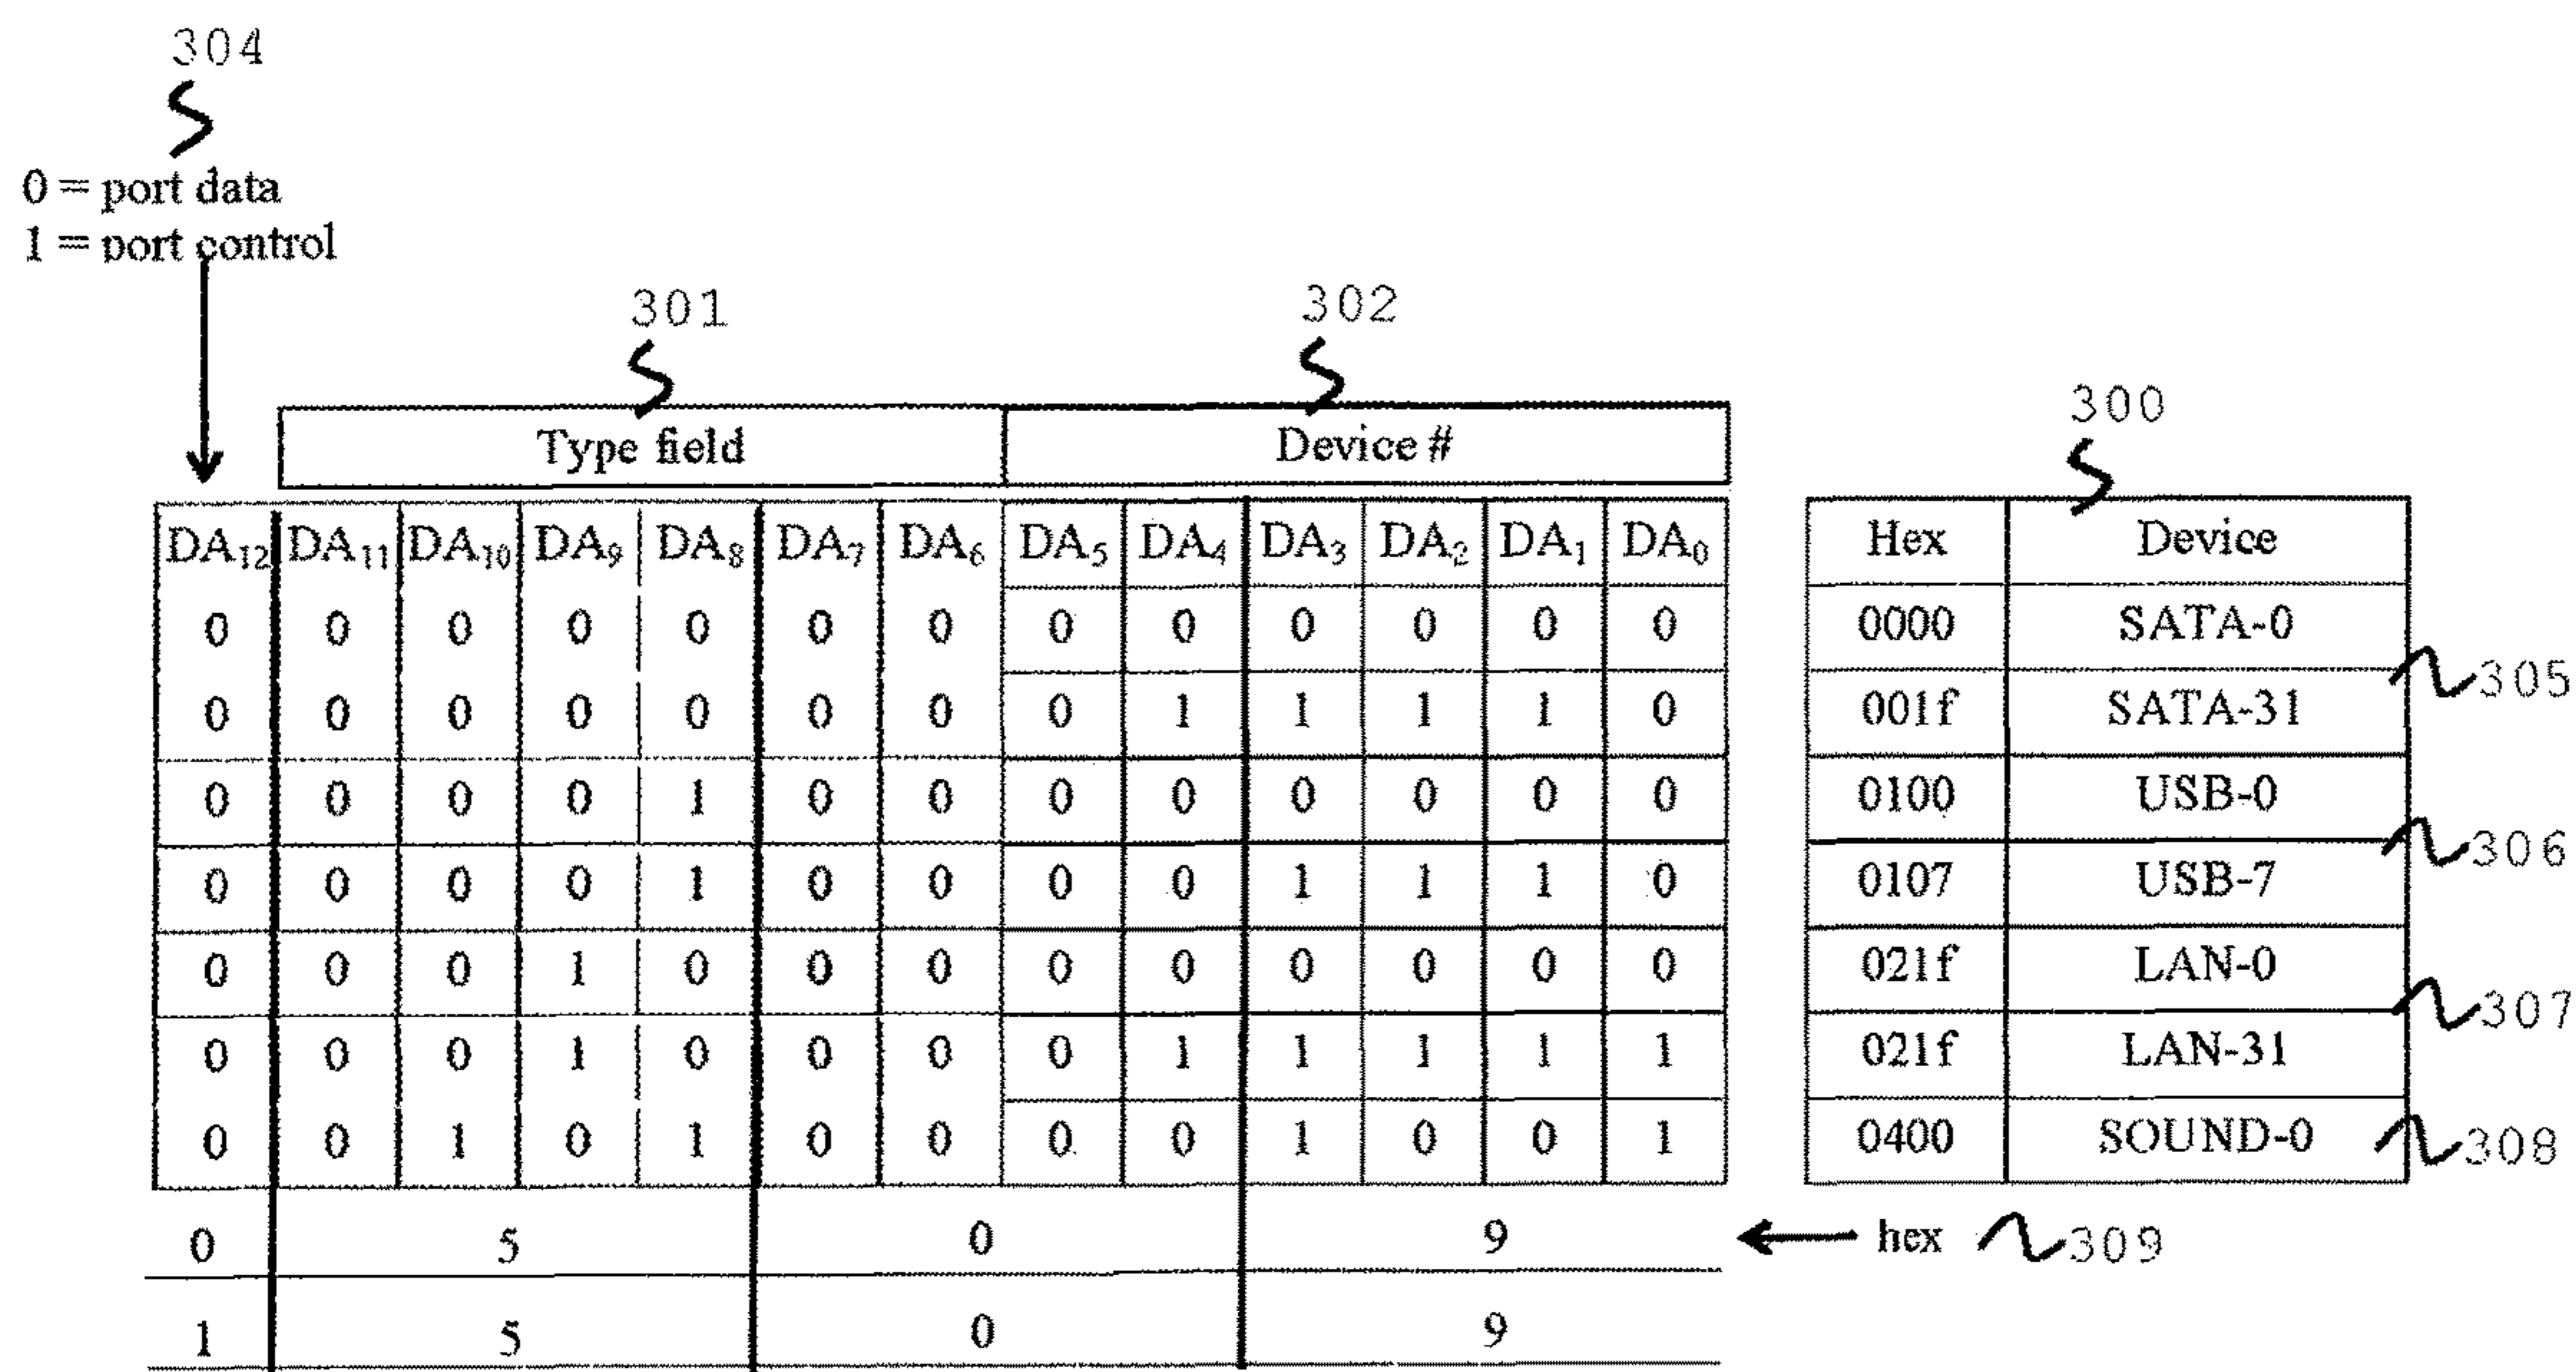 304
0 = port data
1 = port control
301 302
300
Type field Device #
DA12 DA11 DA10 DA9 DA8 DA7 DA6 DA5 DA4 DA3 DA2 DA1 DA0 Hex Device
0 0 0 0 0 0 0 0 0 0 0 0 0 0000 SATA-0
305
0 0 0 0 0 0 0 0 1 1 1 1 0 001f SATA-31
0 0 0 0 1 0 0 0 0 0 0 0 0 0100 USB-0
306
0 0 0 0 1 0 0 0 0 1 1 1 0 0107 USB-7
0 0 0 1 0 0 0 0 0 0 0 0 0 021f LAN-0
307
0 0 0 1 0 0 0 0 1 1 1 1 1 021f LAN-31
0 0 1 0 1 0 0 0 0 1 0 0 1 0400 SOUND-0 308
0 5 0 9 hex 309
1 5 0 9